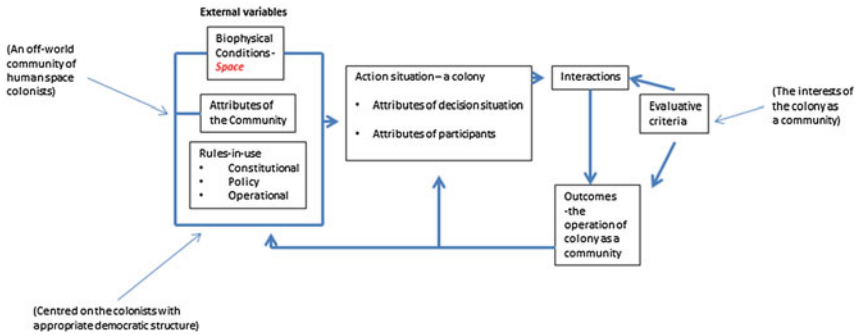 External variables
(An off-world
community of
human space
colonists)
Biophysical
Conditions-
Space
Attributes of
the Community
Rules-in-use
• Constitutional
• Policy
• Operational
Action situation – a colony
• Attributes of decision situation
• Attributes of participants
Interactions
Evaluative
criteria
(The interests of
the colony as
a community)
Outcomes
-the
operation of
colony as a
community
(Centred on the colonists with
appropriate democratic structure)